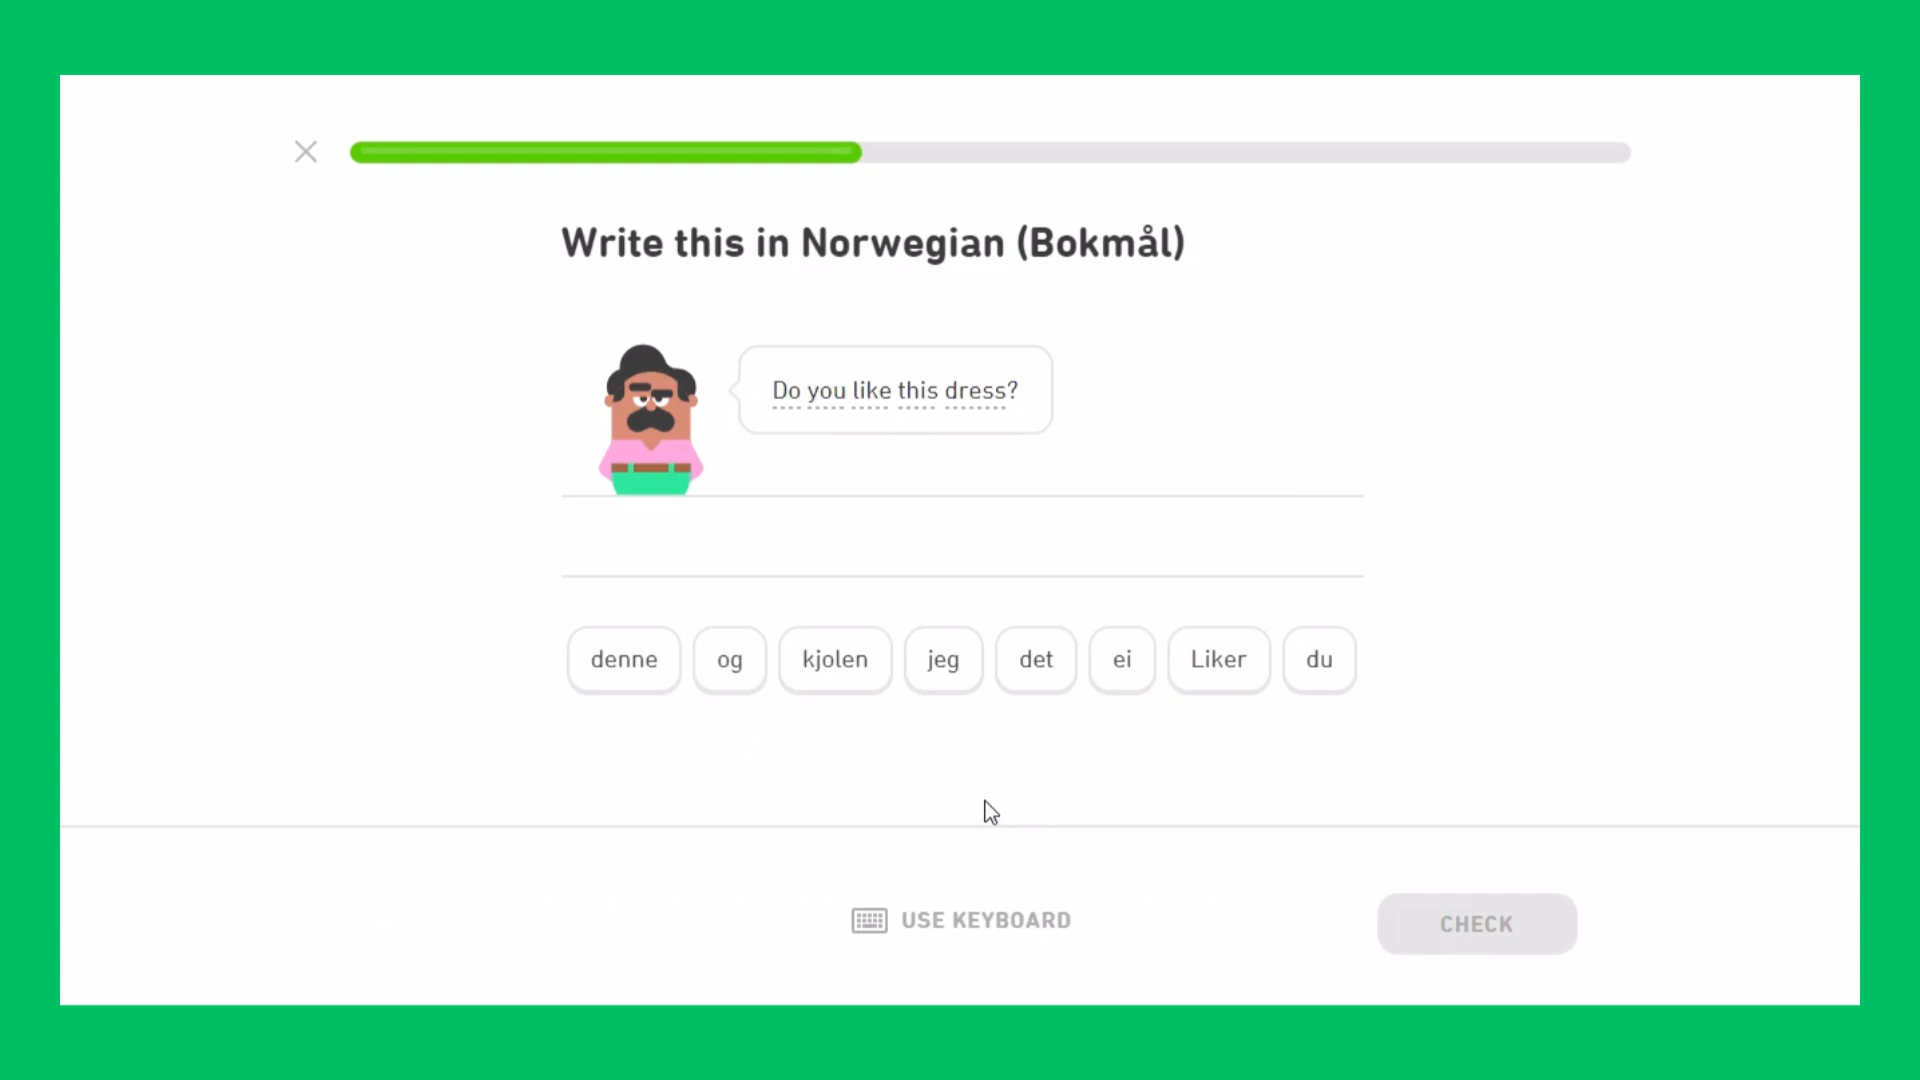 Write this in Norwegian (Bokmål)
Do you like this dress?
denne og kjolen jeg det ei Liker du
USE KEYBOARD
CHECK